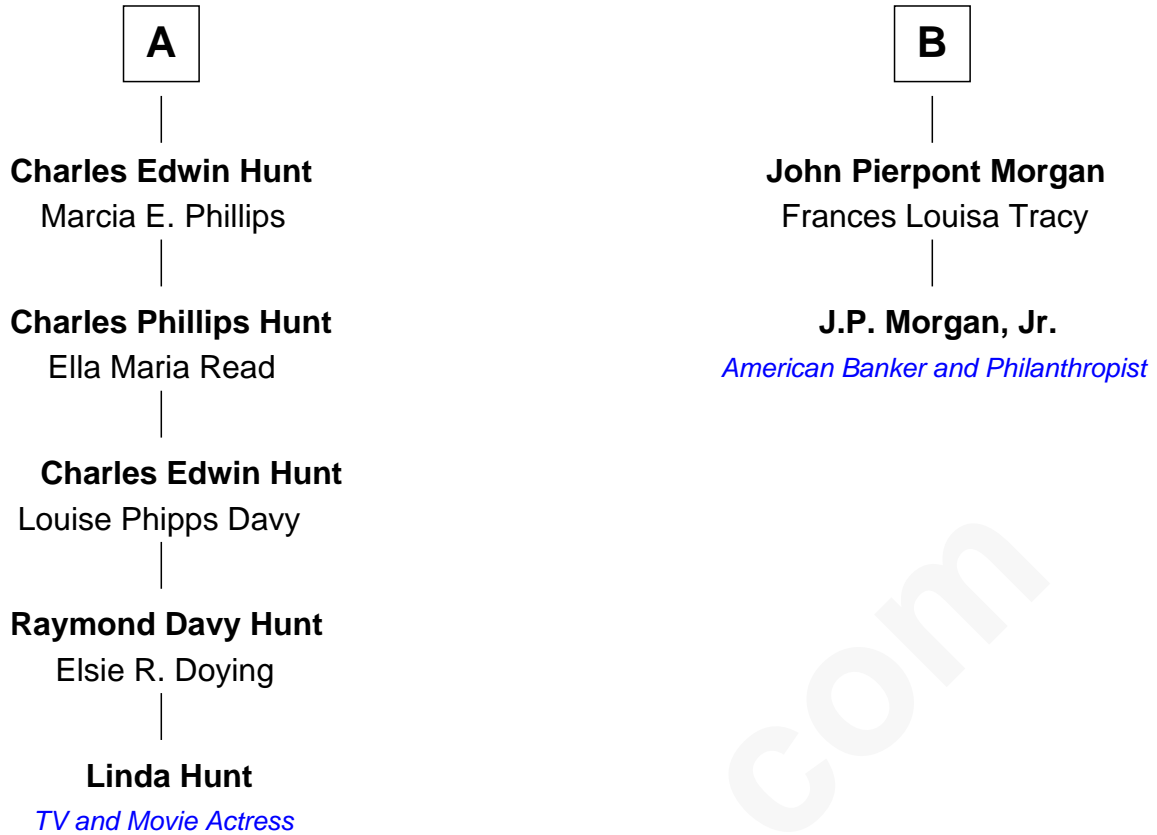 A
Charles Edwin Hunt
Marcia E. Phillips
Charles Phillips Hunt
Ella Maria Read
Charles Edwin Hunt
Louise Phipps Davy
Raymond Davy Hunt
Elsie R. Doying
Linda Hunt
TV and Movie Actress
B
John Pierpont Morgan
Frances Louisa Tracy
J.P. Morgan, Jr.
American Banker and Philanthropist
com